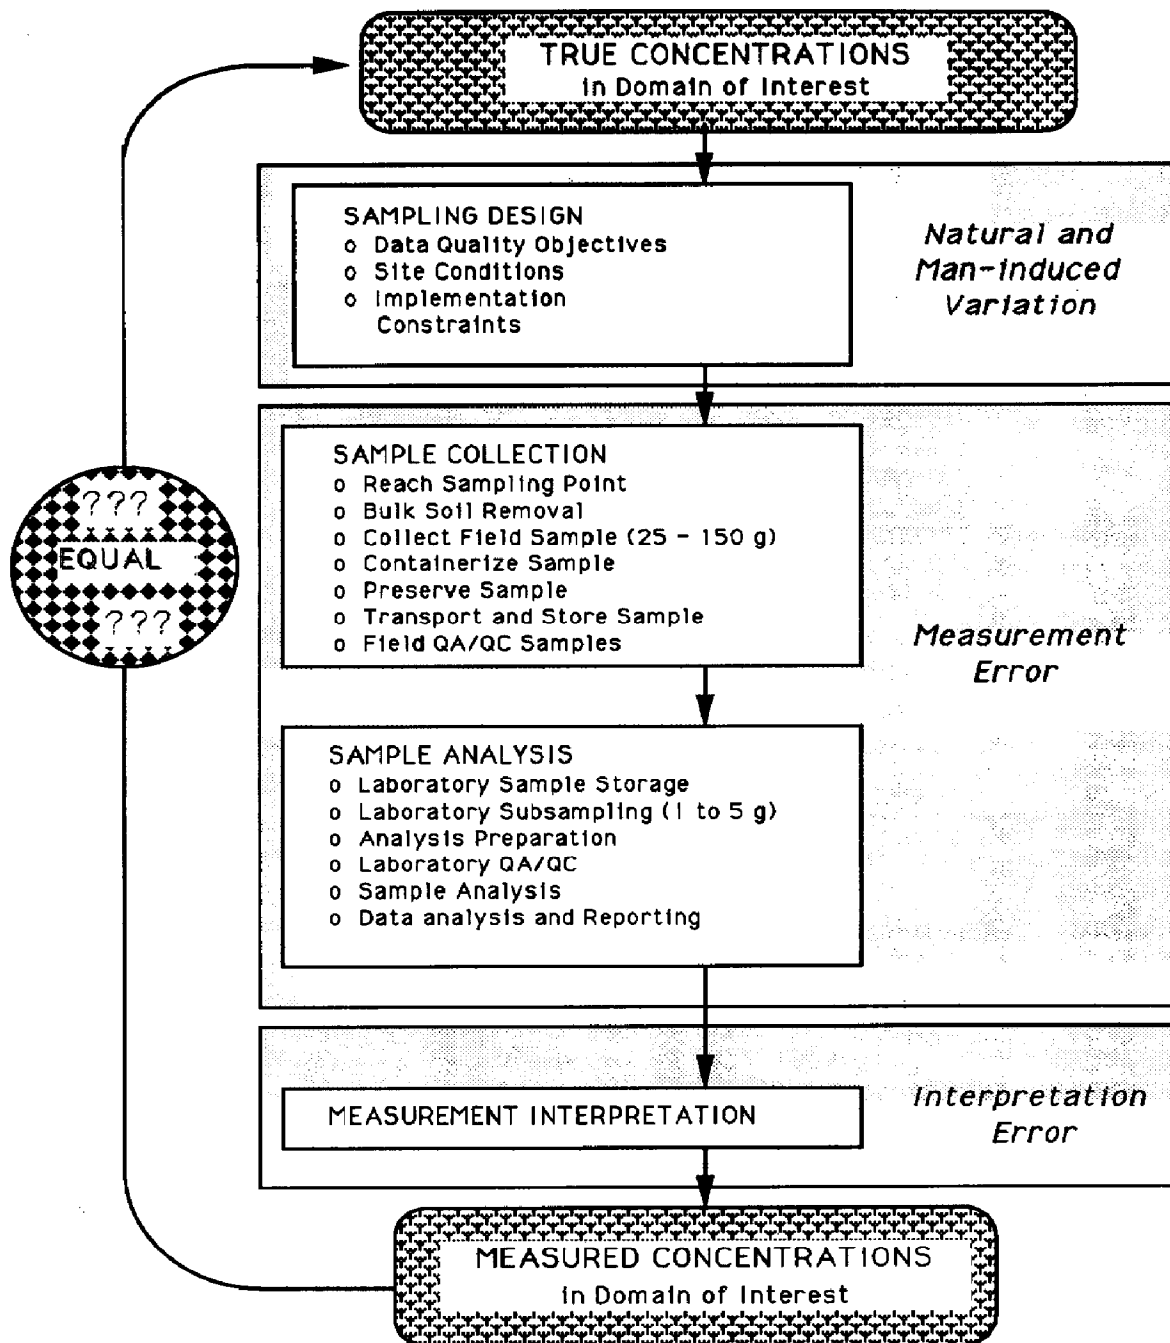 TRUE CONCENTRATIONS
in Domain of Interest
SAMPLING DESIGN
o Data Quality Objectives
o Site Conditions
o Implementation
Constraints
Natural and
Man-induced
Variation
SAMPLE COLLECTION
o Reach Sampling Point
o Bulk Soil Removal
o Collect Field Sample (25 - 150 g)
o Containerize Sample
o Preserve Sample
o Transport and Store Sample
o Field QA/QC Samples
Measurement
Error
???
EQUAL
???
SAMPLE ANALYSIS
o Laboratory Sample Storage
o Laboratory Subsampling (1 to 5 g)
o Analysis Preparation
o Laboratory QA/QC
o Sample Analysis
o Data analysis and Reporting
MEASUREMENT INTERPRETATION
Interpretation
Error
MEASURED CONCENTRATIONS
in Domain of Interest